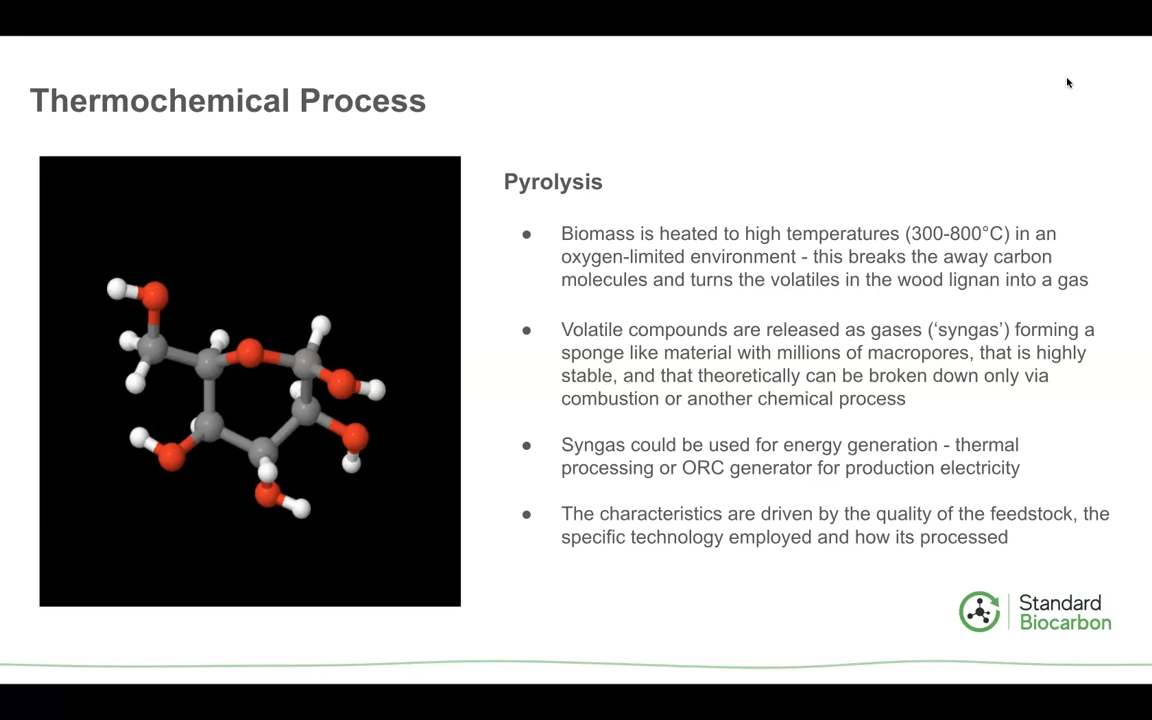 Thermochemical Process
Pyrolysis
● Biomass is heated to high temperatures (300-800°C) in an
oxygen-limited environment - this breaks the away carbon
molecules and turns the volatiles in the wood lignan into a gas
● Volatile compounds are released as gases (‘syngas’) forming a
sponge like material with millions of macropores, that is highly
stable, and that theoretically can be broken down only via
combustion or another chemical process
● Syngas could be used for energy generation - thermal
processing or ORC generator for production electricity
● The characteristics are driven by the quality of the feedstock, the
specific technology employed and how its processed
Standard
Biocarbon